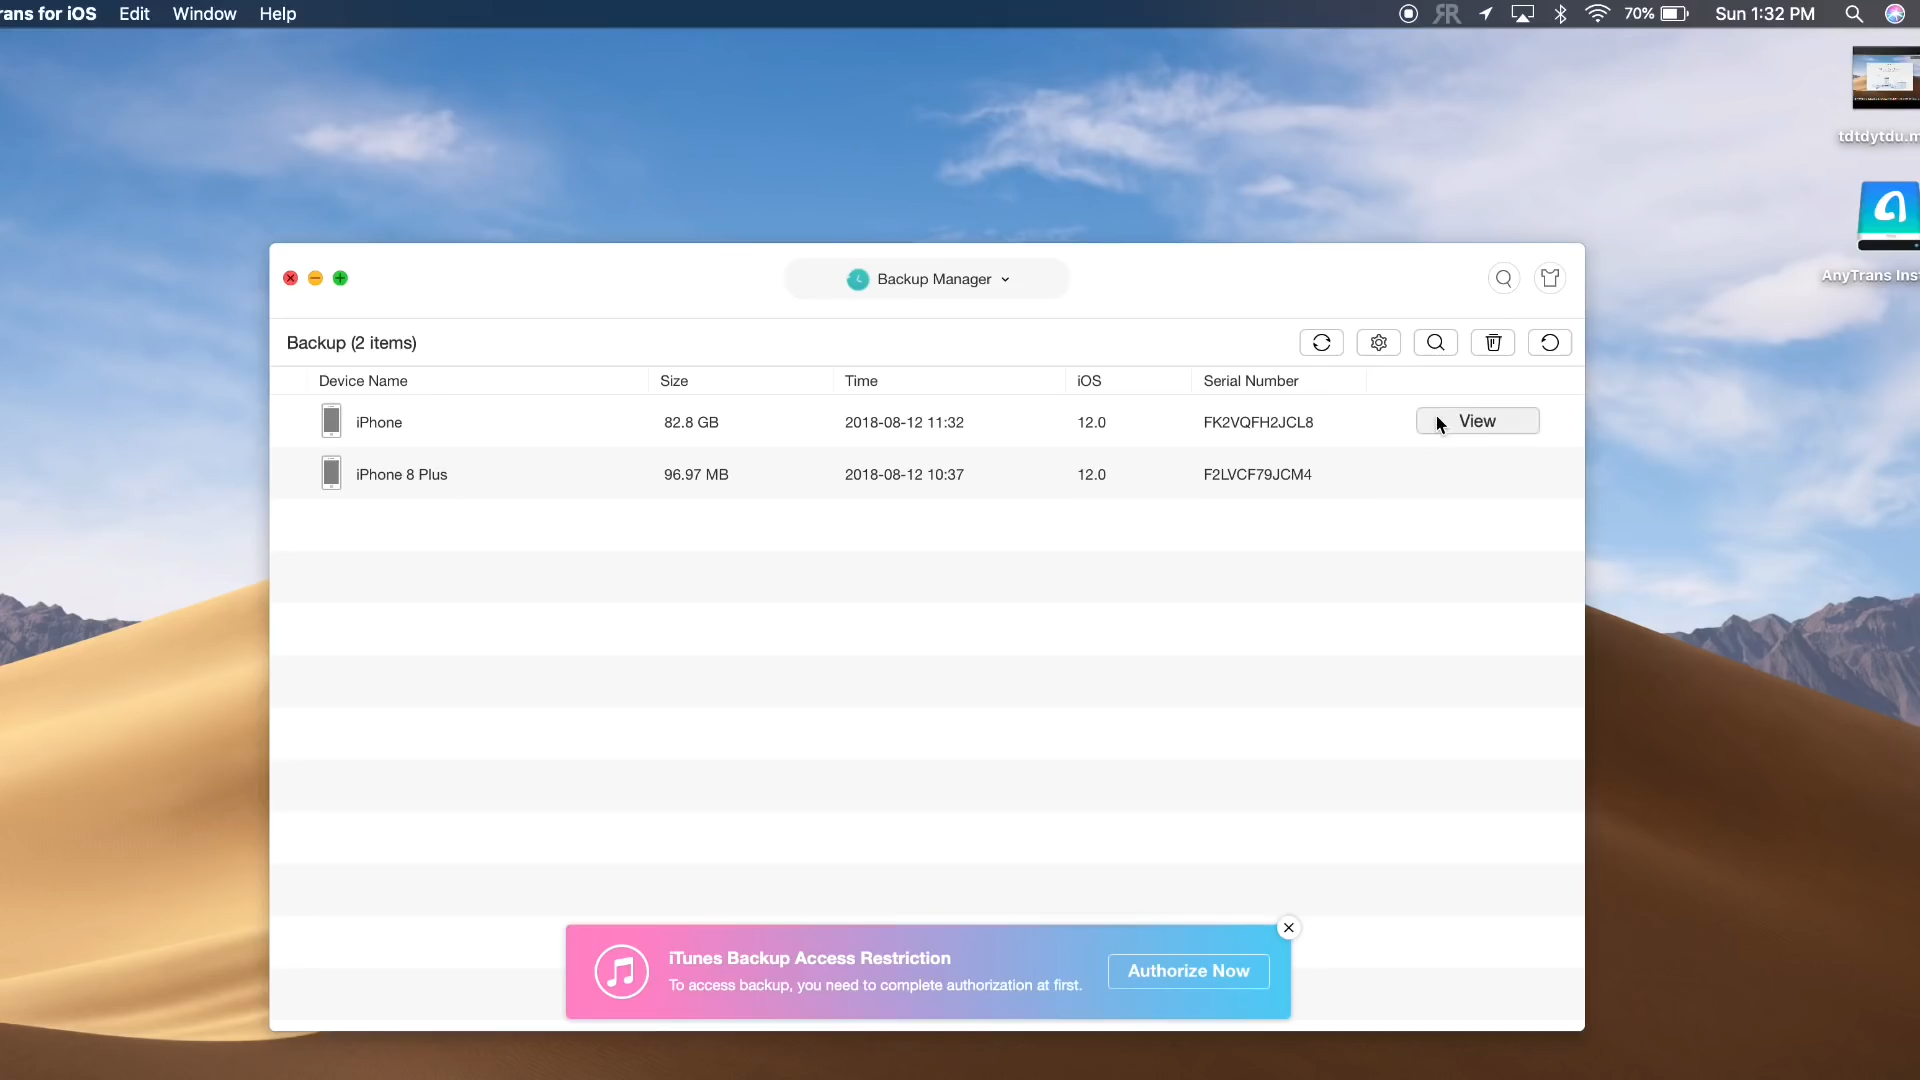 rans for iOS Edit Window Help 70% Sun 1:32 PM
tdtdytdu.m
AnyTrans Inst
Backup Manager
Backup (2 items)
Device Name Size Time iOS Serial Number
iPhone 82.8 GB 2018-08-12 11:32 12.0 FK2VQFH2JCL8 View
iPhone 8 Plus 96.97 MB 2018-08-12 10:37 12.0 F2LVCF79JCM4
iTunes Backup Access Restriction
To access backup, you need to complete authorization at first.
Authorize Now